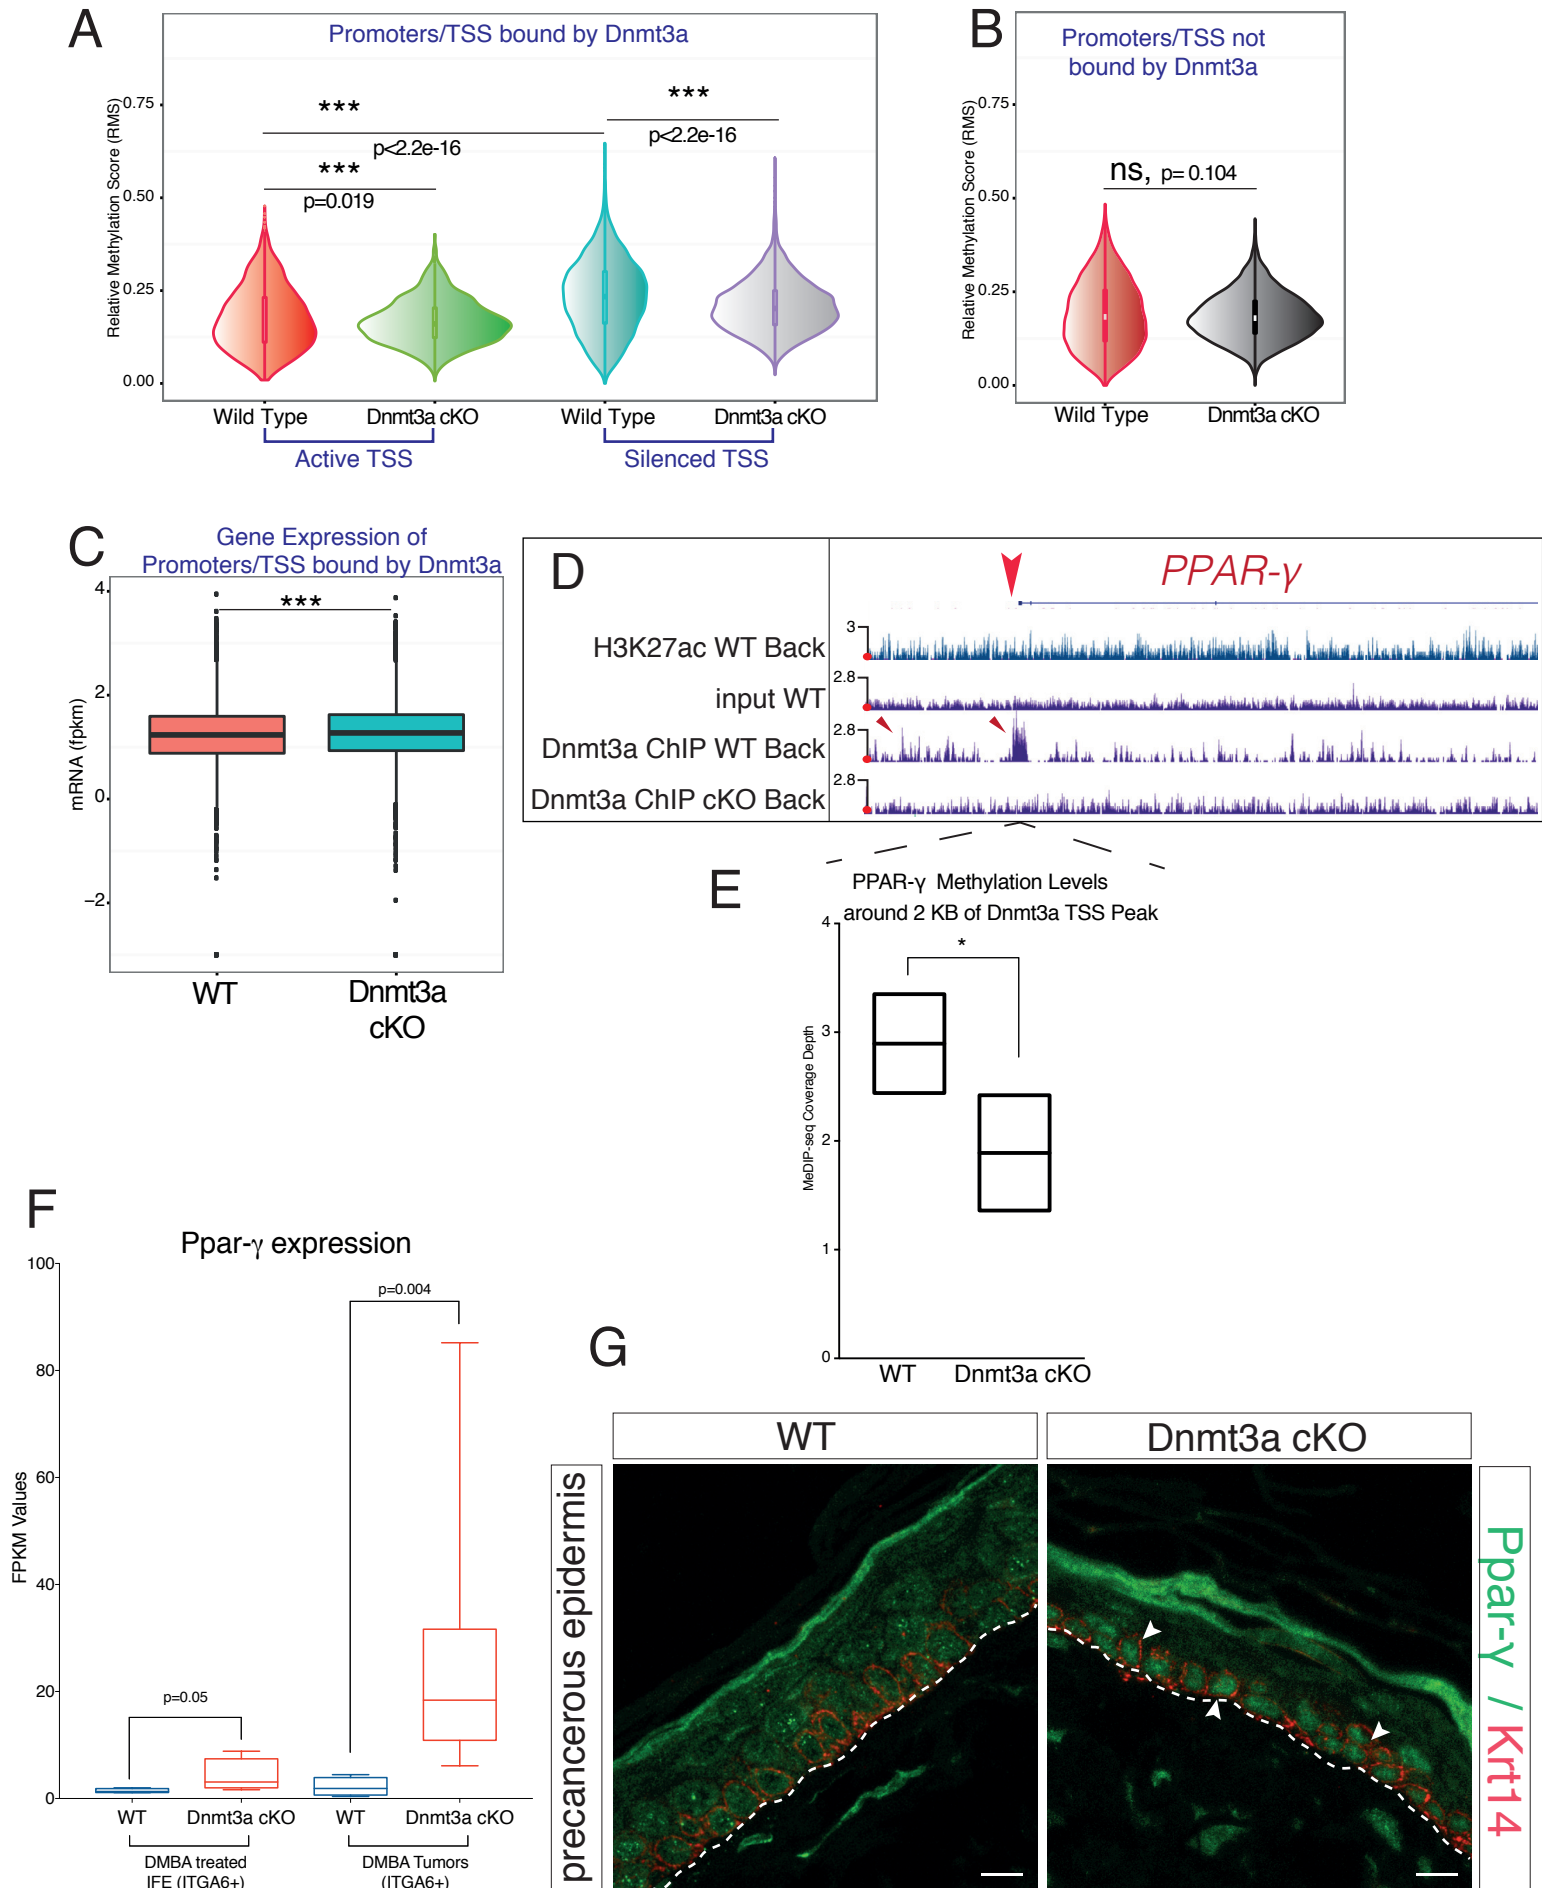 A
Promoters/TSS bound by Dnmt3a
Relative Methylation Score (RMS)
0.75
0.50
0.25
0.00
***
p<2.2e-16
***
p=0.019
***
p<2.2e-16
Wild Type
Dnmt3a cKO
Wild Type
Dnmt3a cKO
Active TSS
Silenced TSS
B
Promoters/TSS not
bound by Dnmt3a
Relative Methylation Score (RMS)
0.75
0.50
0.25
0.00
ns, p= 0.104
Wild Type
Dnmt3a cKO
C
Gene Expression of
Promoters/TSS bound by Dnmt3a
mRNA (fpkm)
4
2
0
−2
***
WT
Dnmt3a
cKO
D
PPAR-γ
H3K27ac WT Back
3
input WT
2.8
Dnmt3a ChIP WT Back
2.8
Dnmt3a ChIP cKO Back
2.8
E
PPAR-γ Methylation Levels
around 2 KB of Dnmt3a TSS Peak
MeDIP-seq Coverage Depth
4
3
2
1
0
*
WT
Dnmt3a cKO
F
Ppar-γ expression
FPKM Values
100
80
60
40
20
0
p=0.05
p=0.004
WT
Dnmt3a cKO
WT
Dnmt3a cKO
DMBA treated
IFE (ITGA6+)
DMBA Tumors
(ITGA6+)
G
WT
Dnmt3a cKO
precancerous epidermis
Ppar-γ / Krt14